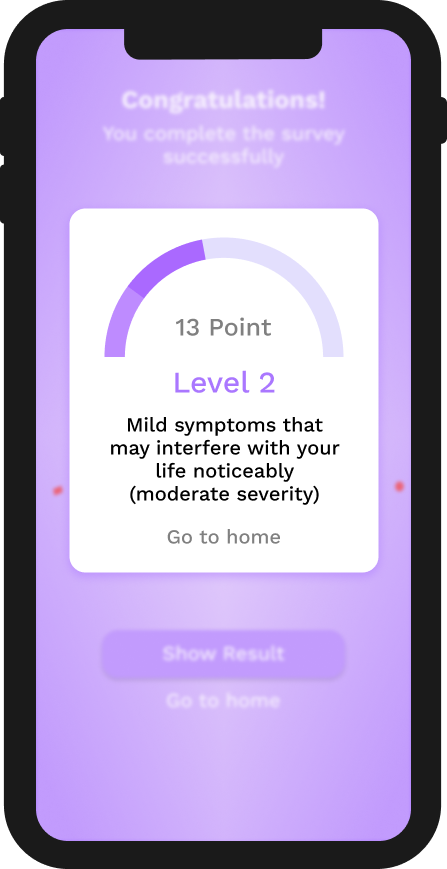 Congratulations!
You complete the survey
successfully
13 Point
Level 2
Mild symptoms that
may interfere with your
life noticeably
(moderate severity)
Go to home
Show Result
Go to home